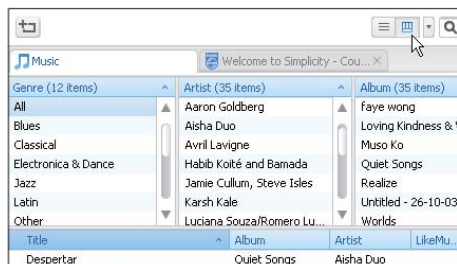 Music
Welcome to Simplicity - Cou...
Genre (12 items)
Artist (35 items)
Album (35 items)
All
Aaron Goldberg
faye wong
Blues
Aisha Duo
Loving Kindness &
Classical
Avril Lavigne
Muso Ko
Electronica & Dance
Habib Koité and Bamada
Quiet Songs
Jazz
Jamie Cullum, Steve Isles
Realize
Latin
Karsh Kale
Untitled - 26-10-03
Other
Luciana Souza/Romero Lu...
Worlds
Title
Album
Artist
LikeMu...
Despertar
Quiet Songs
Aisha Duo